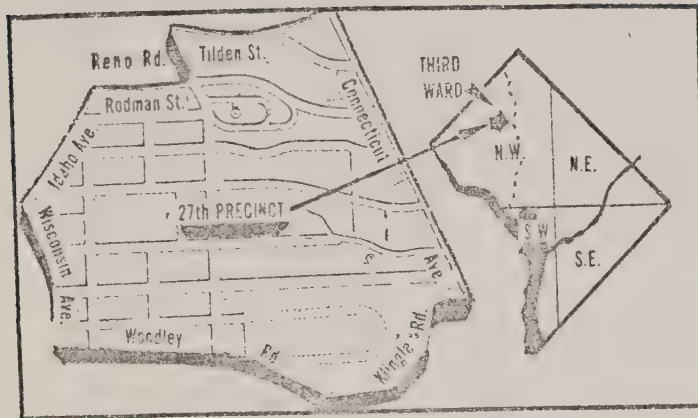 Reno Rd.
Tilden St.
Rodman St.
Idaho Ave.
Connecticut
Ave.
27th PRECINCT
Wisconsin
Ave.
Woodley
Rd
Klingle Rd.
THIRD
WARD
N.W.
N.E.
S W
S.E.